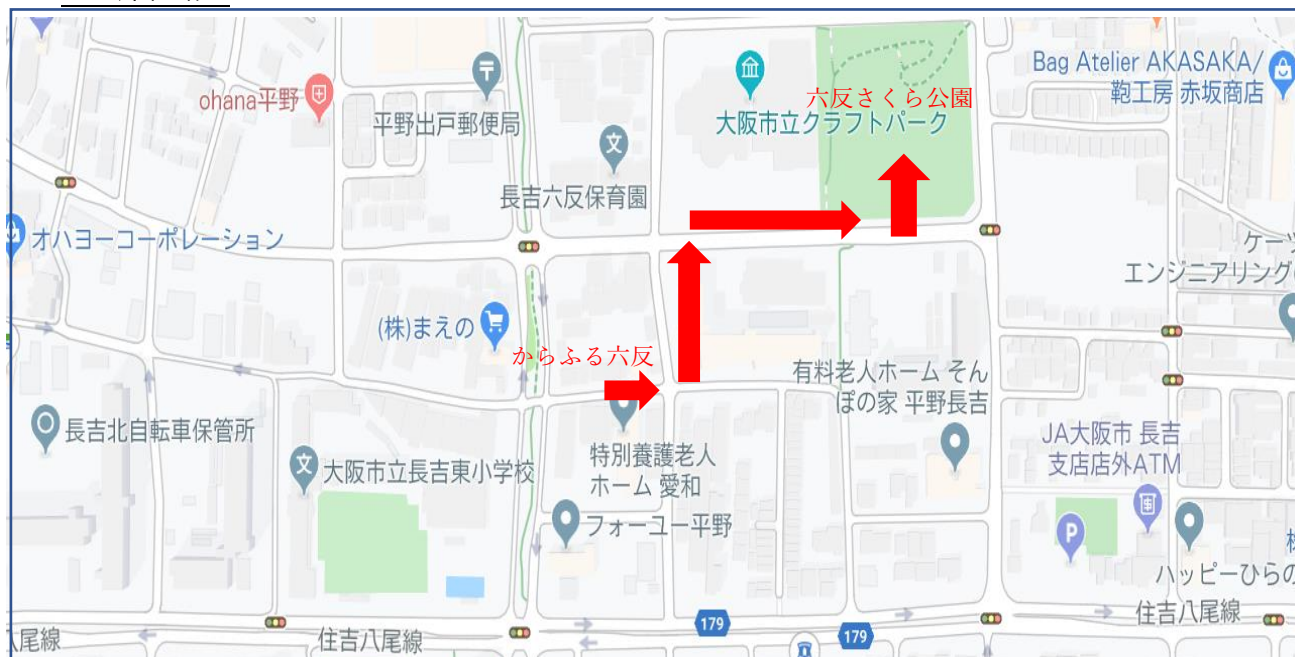 Bag Atelier AKASAKA/
鞄工房 赤坂商店
ohana平野
平野出戸郵便局
六反さくら公園
大阪市立クラフトパーク
長吉六反保育園
オハヨーコーポレーション
ケーツ
エンジニアリング
(株)まえの
からふる六反
有料老人ホーム そん
ぽの家 平野長吉
長吉北自転車保管所
大阪市立長吉東小学校
特別養護老人
ホーム 愛和
JA大阪市 長吉
支店店外ATM
フォーユー平野
P
ハッピーひらの
住吉八尾線
179
179
住吉八尾線
八尾線